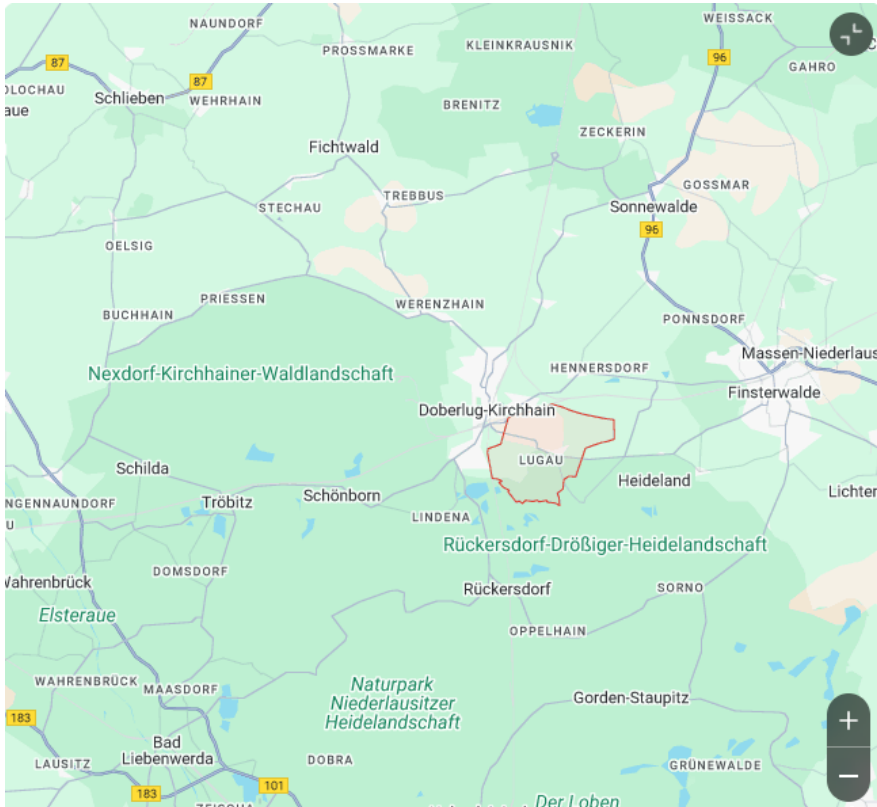 WEISSACK
NAUNDORF
PROSSMARKE
KLEINKRAUSNIK
87
96
GAHRO
87
OLOCHAU
Schlieben
WEHRHAIN
aue
BRENITZ
ZECKERIN
Fichtwald
GOSSMAR
TREBBUS
STECHAU
Sonnewalde
96
OELSIG
PRIESSEN
WERENZHAIN
BUCHHAIN
PONNSDORF
Massen-Niederlaus
HENNERSDORF
Nexdorf-Kirchhainer-Waldlandschaft
Finsterwalde
Doberlug-Kirchhain
LUGAU
Schilda
Heideland
Schönborn
Lichter
NGENNAUNDORF
Tröbitz
U
LINDENA
Rückersdorf-Drößiger-Heidelandschaft
DOMSDORF
Wahrenbrück
Rückersdorf
SORNO
Elsteraue
OPPELHAIN
WAHRENBRÜCK
MAASDORF
Naturpark
Niederlausitzer
Heidelandschaft
Gorden-Staupitz
183
Bad
Liebenwerda
LAUSITZ
DOBRA
GRÜNEWALDE
101
183
Der Loben
+
−